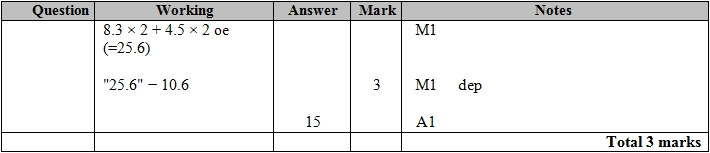 Question Working Answer Mark Notes
8.3 × 2 + 4.5 × 2 oe M1
(=25.6)
"25.6" − 10.6 3 M1 dep
15 A1
Total 3 marks